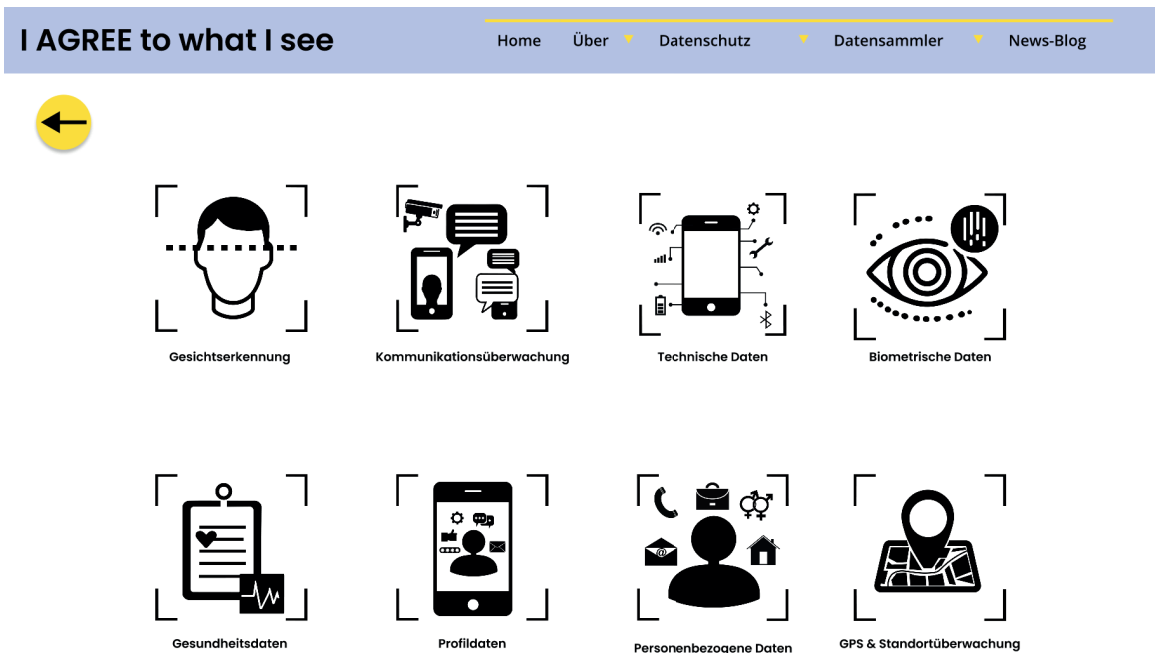 I AGREE to what I see
Home Über Datenschutz Datensammler News-Blog
Gesichtserkennung
Kommunikationsüberwachung
Technische Daten
Biometrische Daten
Gesundheitsdaten
Profildaten
Personenbezogene Daten
GPS & Standortüberwachung